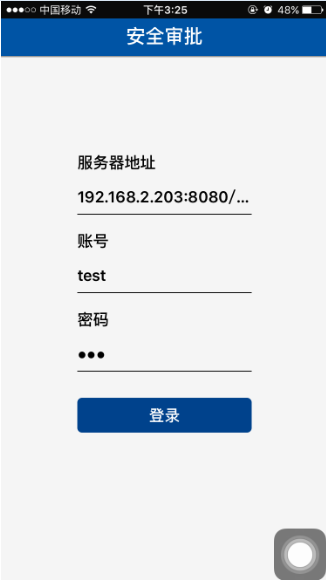 中国移动 下午3:25 48%
安全审批
服务器地址
192.168.2.203:8080/...
账号
test
密码
●●●
登录